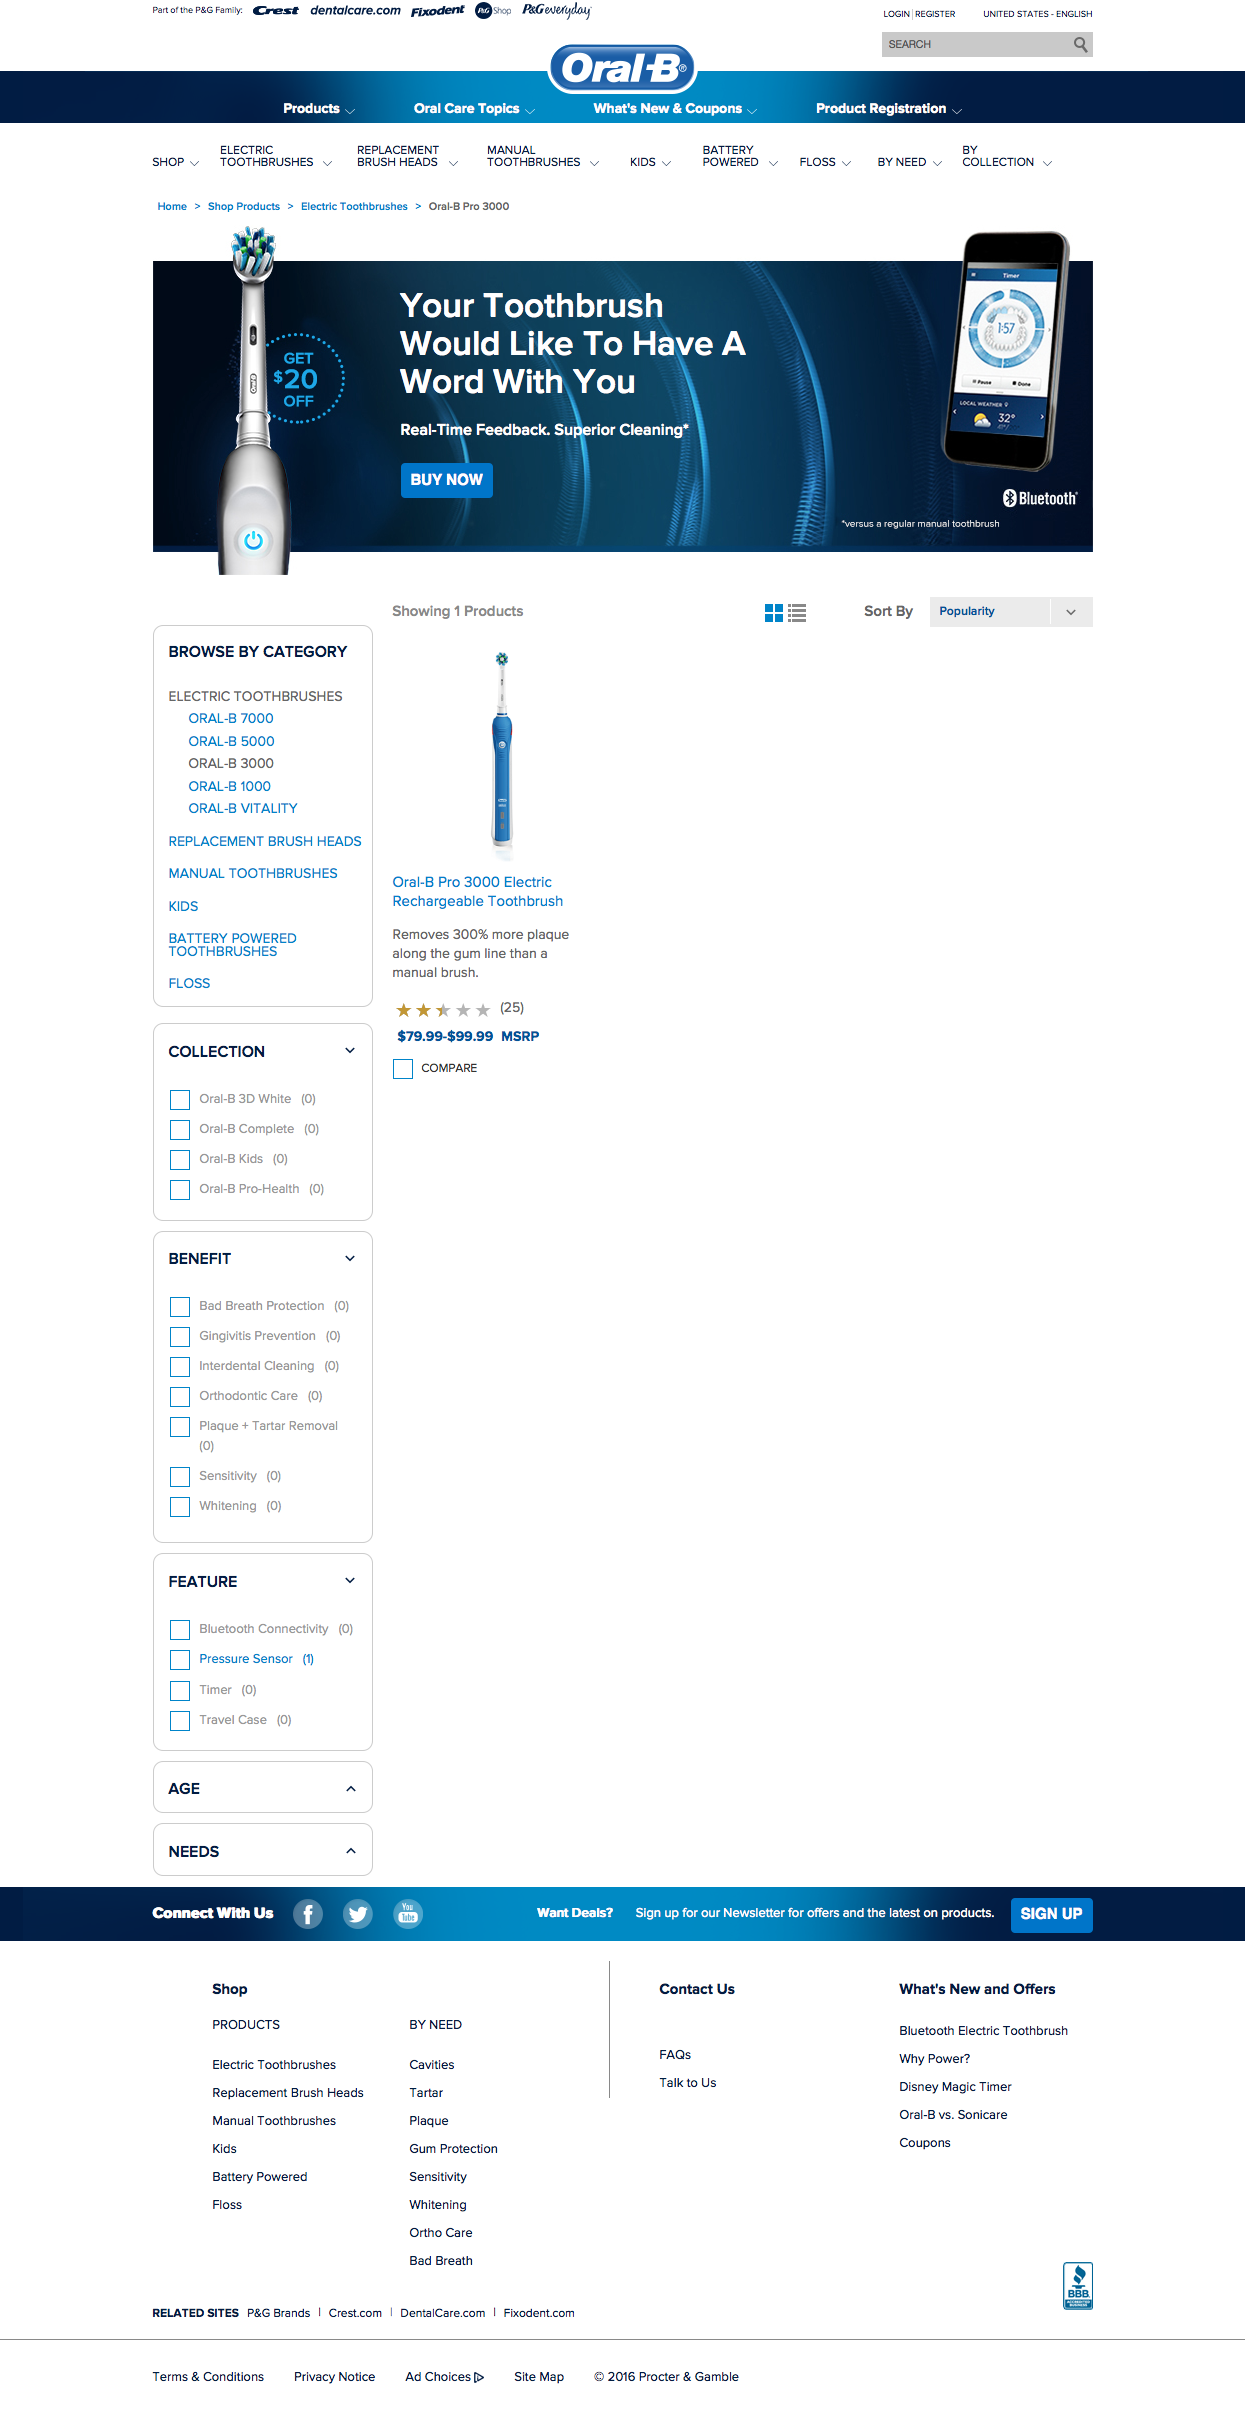 Part of the P&G Family: Crest dentalcare.com Fixodent P&G Shop P&G everyday
LOGIN | REGISTER UNITED STATES - ENGLISH
SEARCH
Oral-B®
Products Oral Care Topics What's New & Coupons Product Registration
SHOP ELECTRIC TOOTHBRUSHES REPLACEMENT BRUSH HEADS MANUAL TOOTHBRUSHES KIDS BATTERY POWERED FLOSS BY NEED BY COLLECTION
Home > Shop Products > Electric Toothbrushes > Oral-B Pro 3000
Your Toothbrush
Would Like To Have A
Word With You
GET
$20
OFF
Real-Time Feedback. Superior Cleaning*
BUY NOW
Timer
1:57
Pause Done
LOCAL WEATHER
32°
Bluetooth®
*versus a regular manual toothbrush
Showing 1 Products
Sort By Popularity
BROWSE BY CATEGORY
ELECTRIC TOOTHBRUSHES
ORAL-B 7000
ORAL-B 5000
ORAL-B 3000
ORAL-B 1000
ORAL-B VITALITY
REPLACEMENT BRUSH HEADS
MANUAL TOOTHBRUSHES
KIDS
BATTERY POWERED
TOOTHBRUSHES
FLOSS
Oral-B Pro 3000 Electric
Rechargeable Toothbrush
Removes 300% more plaque
along the gum line than a
manual brush.
(25)
$79.99-$99.99 MSRP
COMPARE
COLLECTION
Oral-B 3D White (0)
Oral-B Complete (0)
Oral-B Kids (0)
Oral-B Pro-Health (0)
BENEFIT
Bad Breath Protection (0)
Gingivitis Prevention (0)
Interdental Cleaning (0)
Orthodontic Care (0)
Plaque + Tartar Removal
(0)
Sensitivity (0)
Whitening (0)
FEATURE
Bluetooth Connectivity (0)
Pressure Sensor (1)
Timer (0)
Travel Case (0)
AGE
NEEDS
Connect With Us You Tube Want Deals? Sign up for our Newsletter for offers and the latest on products. SIGN UP
Shop
PRODUCTS
Electric Toothbrushes
Replacement Brush Heads
Manual Toothbrushes
Kids
Battery Powered
Floss
BY NEED
Cavities
Tartar
Plaque
Gum Protection
Sensitivity
Whitening
Ortho Care
Bad Breath
Contact Us
FAQs
Talk to Us
What's New and Offers
Bluetooth Electric Toothbrush
Why Power?
Disney Magic Timer
Oral-B vs. Sonicare
Coupons
BBB
ACCREDITED
BUSINESS
RELATED SITES P&G Brands | Crest.com | DentalCare.com | Fixodent.com
Terms & Conditions Privacy Notice Ad Choices Site Map © 2016 Procter & Gamble